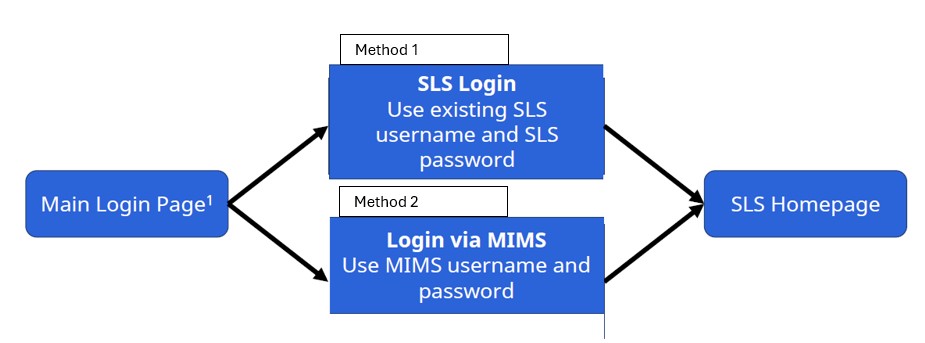 Method 1
SLS Login
Use existing SLS
username and SLS
password
Main Login Page¹
Method 2
Login via MIMS
Use MIMS username and
password
SLS Homepage